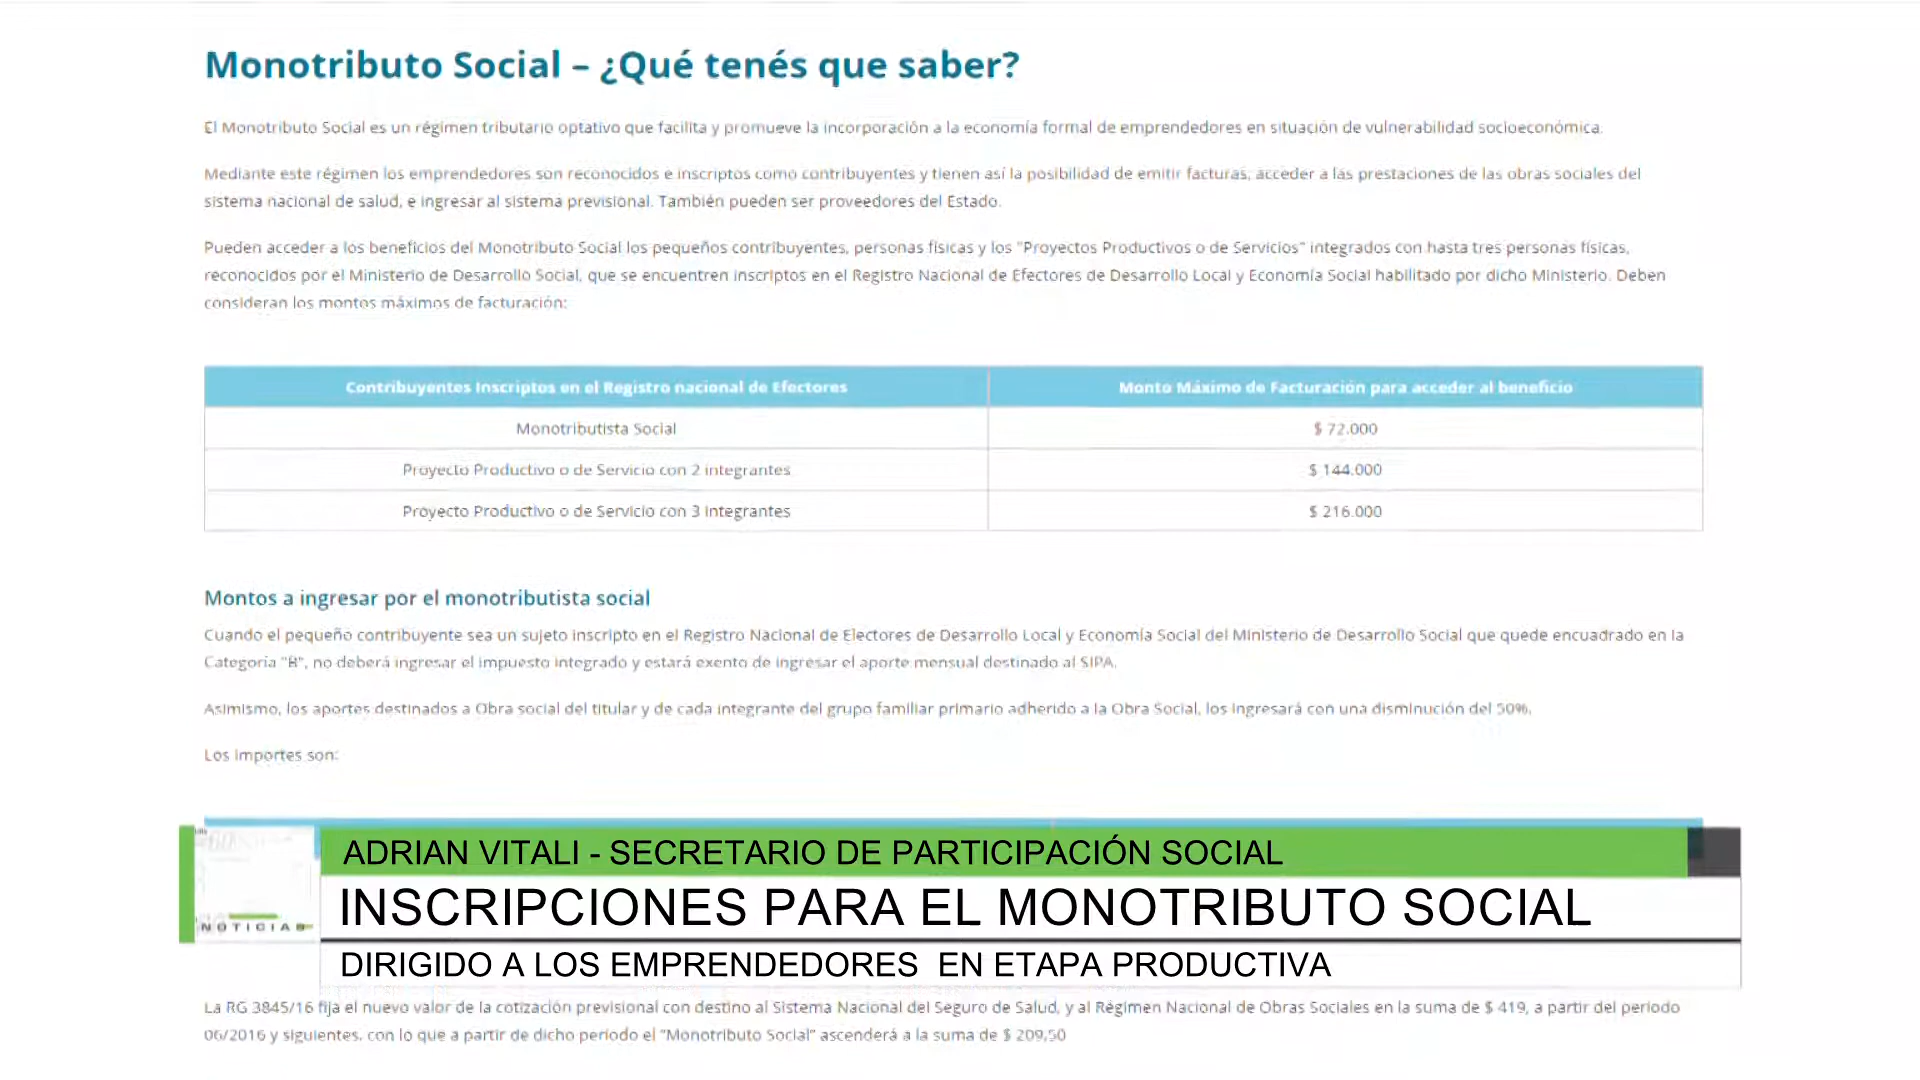 Monotributo Social – ¿Qué tenés que saber?
El Monotributo Social es un régimen tributario optativo que facilita y promueve la incorporación a la economía formal de emprendedores en situación de vulnerabilidad socioeconómica.
Mediante este régimen los emprendedores son reconocidos e inscriptos como contribuyentes y tienen así la posibilidad de emitir facturas, acceder a las prestaciones de las obras sociales del
sistema nacional de salud, e ingresar al sistema previsional. También pueden ser proveedores del Estado.
Pueden acceder a los beneficios del Monotributo Social los pequeños contribuyentes, personas físicas y los "Proyectos Productivos o de Servicios" integrados con hasta tres personas físicas,
reconocidos por el Ministerio de Desarrollo Social, que se encuentren inscriptos en el Registro Nacional de Efectores de Desarrollo Local y Economía Social habilitado por dicho Ministerio. Deben
consideran los montos máximos de facturación:
Contribuyentes Inscriptos en el Registro nacional de Efectores Monto Máximo de Facturación para acceder al beneficio
Monotributista Social $ 72.000
Proyecto Productivo o de Servicio con 2 integrantes $ 144.000
Proyecto Productivo o de Servicio con 3 integrantes $ 216.000
Montos a ingresar por el monotributista social
Cuando el pequeño contribuyente sea un sujeto inscripto en el Registro Nacional de Efectores de Desarrollo Local y Economía Social del Ministerio de Desarrollo Social que quede encuadrado en la
Categoría "B", no deberá ingresar el impuesto integrado y estará exento de ingresar el aporte mensual destinado al SIPA.
Asimismo, los aportes destinados a Obra social del titular y de cada integrante del grupo familiar primario adherido a la Obra Social, los ingresará con una disminución del 50%.
Los importes son:
ADRIAN VITALI - SECRETARIO DE PARTICIPACIÓN SOCIAL
INSCRIPCIONES PARA EL MONOTRIBUTO SOCIAL
NOTICIAS
DIRIGIDO A LOS EMPRENDEDORES EN ETAPA PRODUCTIVA
La RG 3845/16 fija el nuevo valor de la cotización previsional con destino al Sistema Nacional del Seguro de Salud, y al Régimen Nacional de Obras Sociales en la suma de $ 419, a partir del periodo
06/2016 y siguientes, con lo que a partir de dicho periodo el "Monotributo Social" ascenderá a la suma de $ 209,50